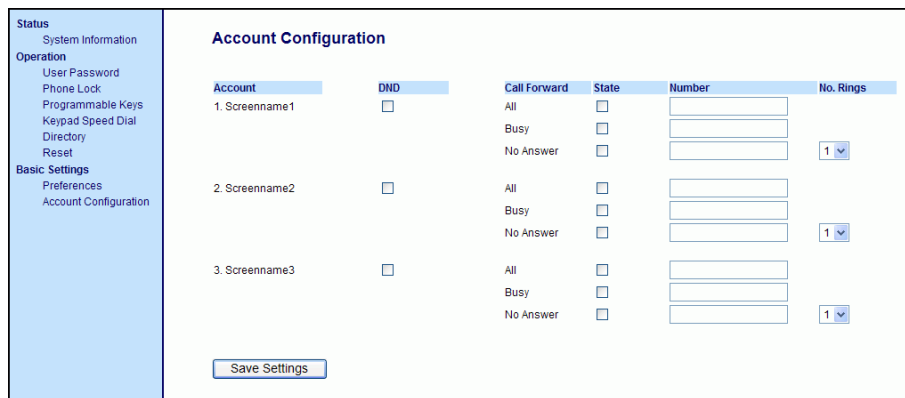 Status
System Information
Operation
User Password
Phone Lock
Programmable Keys
Keypad Speed Dial
Directory
Reset
Basic Settings
Preferences
Account Configuration
Account Configuration
Account DND Call Forward State Number No. Rings
1. Screenname1 All
Busy
No Answer 1
2. Screenname2 All
Busy
No Answer 1
3. Screenname3 All
Busy
No Answer 1
Save Settings